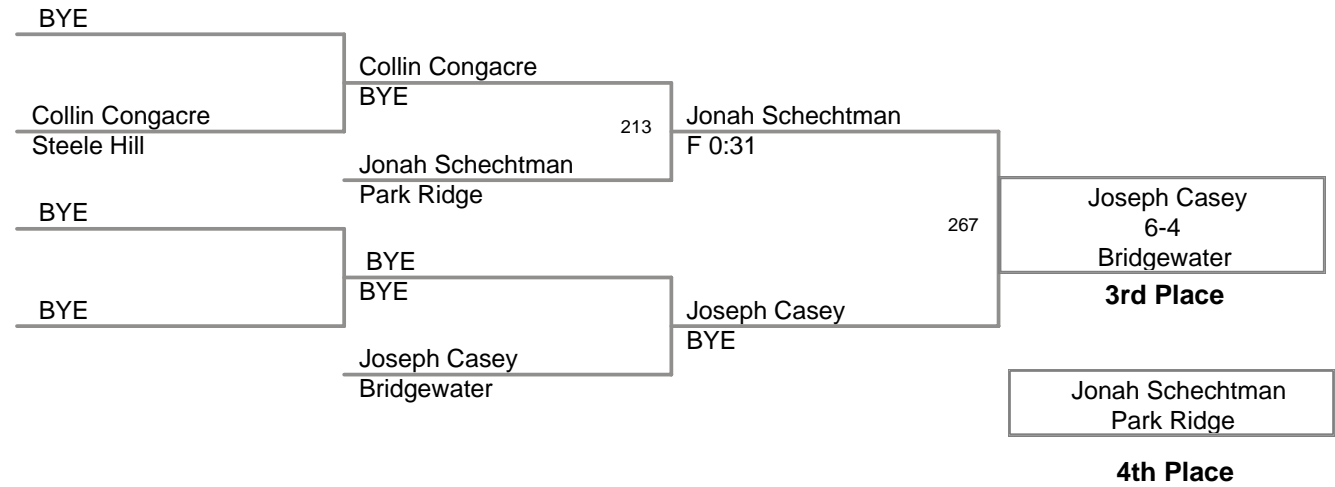 BYE
Collin Congacre
Steele Hill
BYE
BYE
Collin Congacre
BYE
213
Jonah Schechtman
Park Ridge
BYE
BYE
Joseph Casey
Bridgewater
Jonah Schechtman
F 0:31
267
Joseph Casey
BYE
Joseph Casey
6-4
Bridgewater
3rd Place
Jonah Schechtman
Park Ridge
4th Place